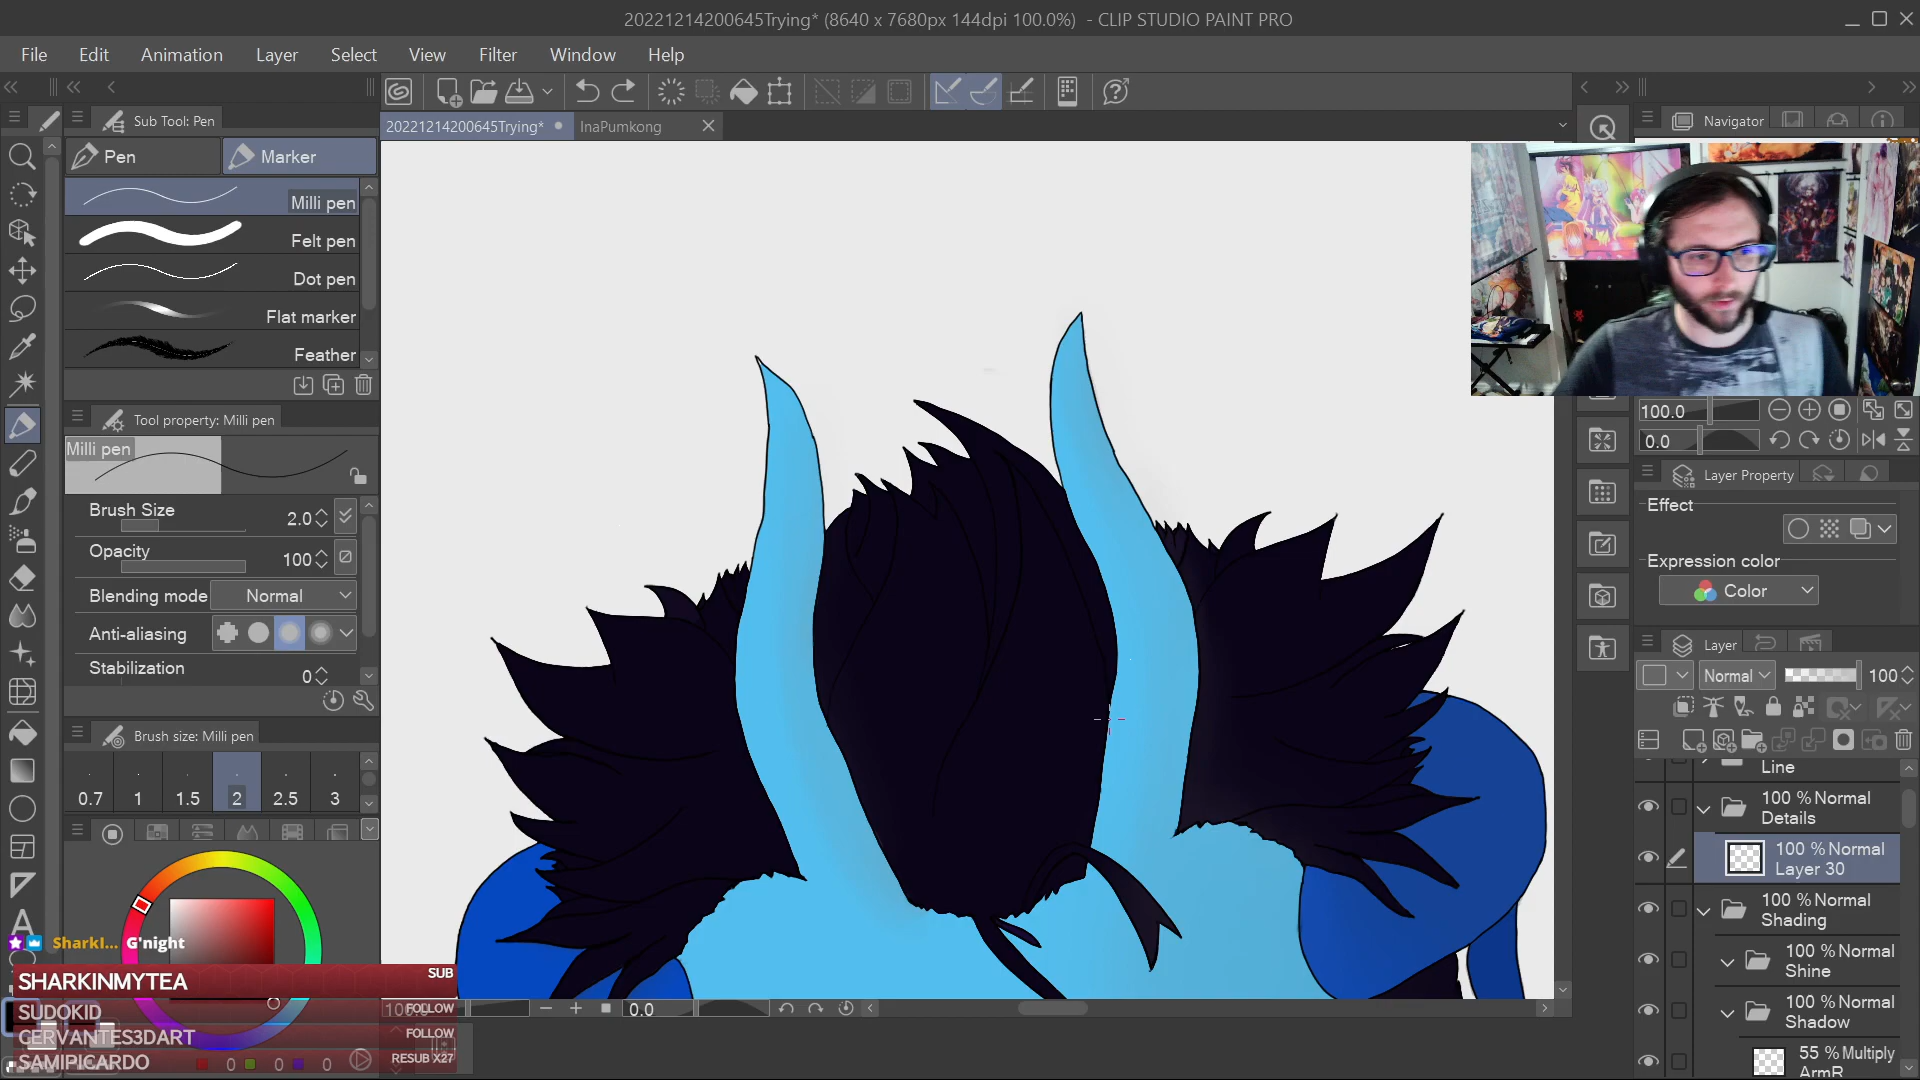 20221214200645Trying* (8640 x 7680px 144dpi 100.0%) - CLIP STUDIO PAINT PRO
File Edit Animation Layer Select View Filter Window Help
Sub Tool: Pen
20221214200645Trying* InaPumkong
Navigator
Pen Marker
Milli pen
Felt pen
Dot pen
Flat marker
Feather
Tool property: Milli pen
Milli pen
Brush Size 2.0
Opacity 100
Blending mode Normal
Anti-aliasing
Stabilization 0
Brush size: Milli pen
0.7 1 1.5 2 2.5 3
SharkI... G'night
SHARKINMYTEA SUB
SUDOKID FOLLOW
CERVANTES3DART FOLLOW
SAMIPICARDO RESUB X27
0 0 0
0.0
100.0
0.0
Layer Property
Effect
Expression color
Color
Layer
Normal 100
Line
100 % Normal
Details
100 % Normal
Layer 30
100 % Normal
Shading
100 % Normal
Shine
100 % Normal
Shadow
55 % Multiply
ArmR